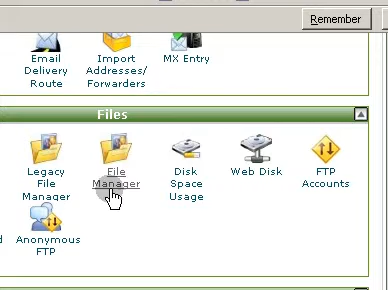 Remember
Email
Delivery
Route
Import
Addresses/
Forwarders
MX Entry
Files
Legacy
File
Manager
File
Manager
Disk
Space
Usage
Web Disk
FTP
Accounts
Anonymous
FTP